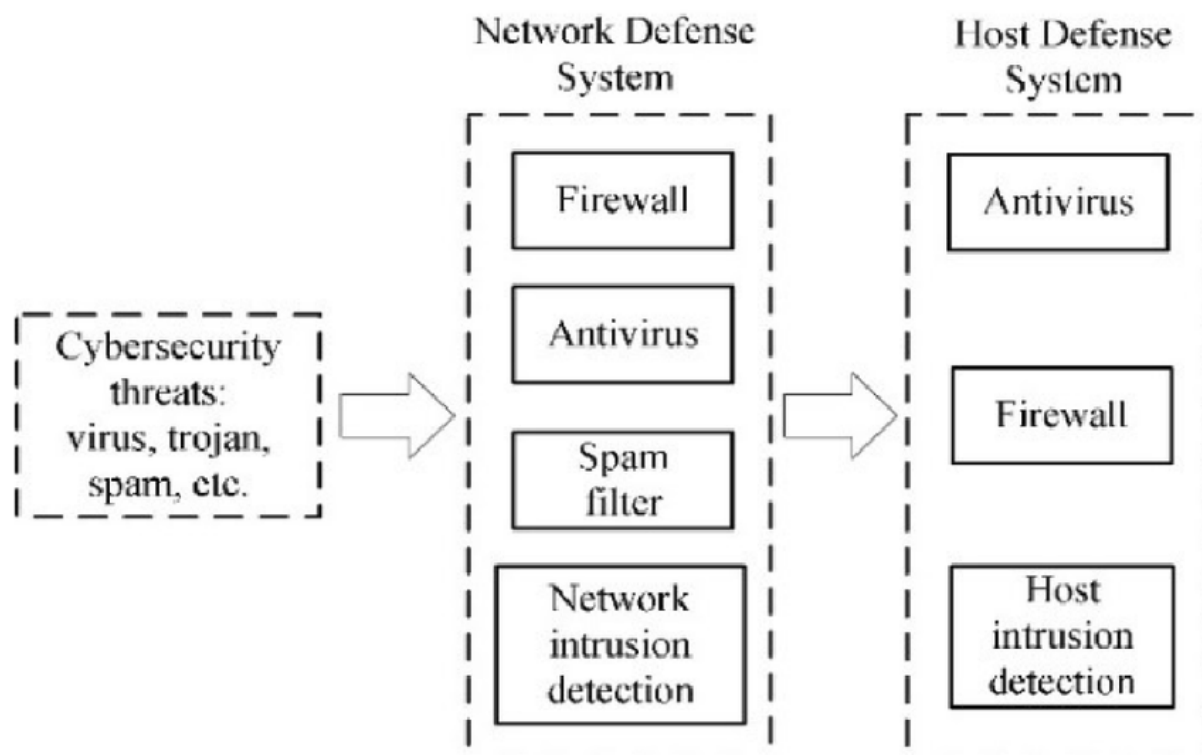 Network Defense
System
Host Defense
System
Cybersecurity
threats:
virus, trojan,
spam, etc.
Firewall
Antivirus
Spam
filter
Network
intrusion
detection
Antivirus
Firewall
Host
intrusion
detection